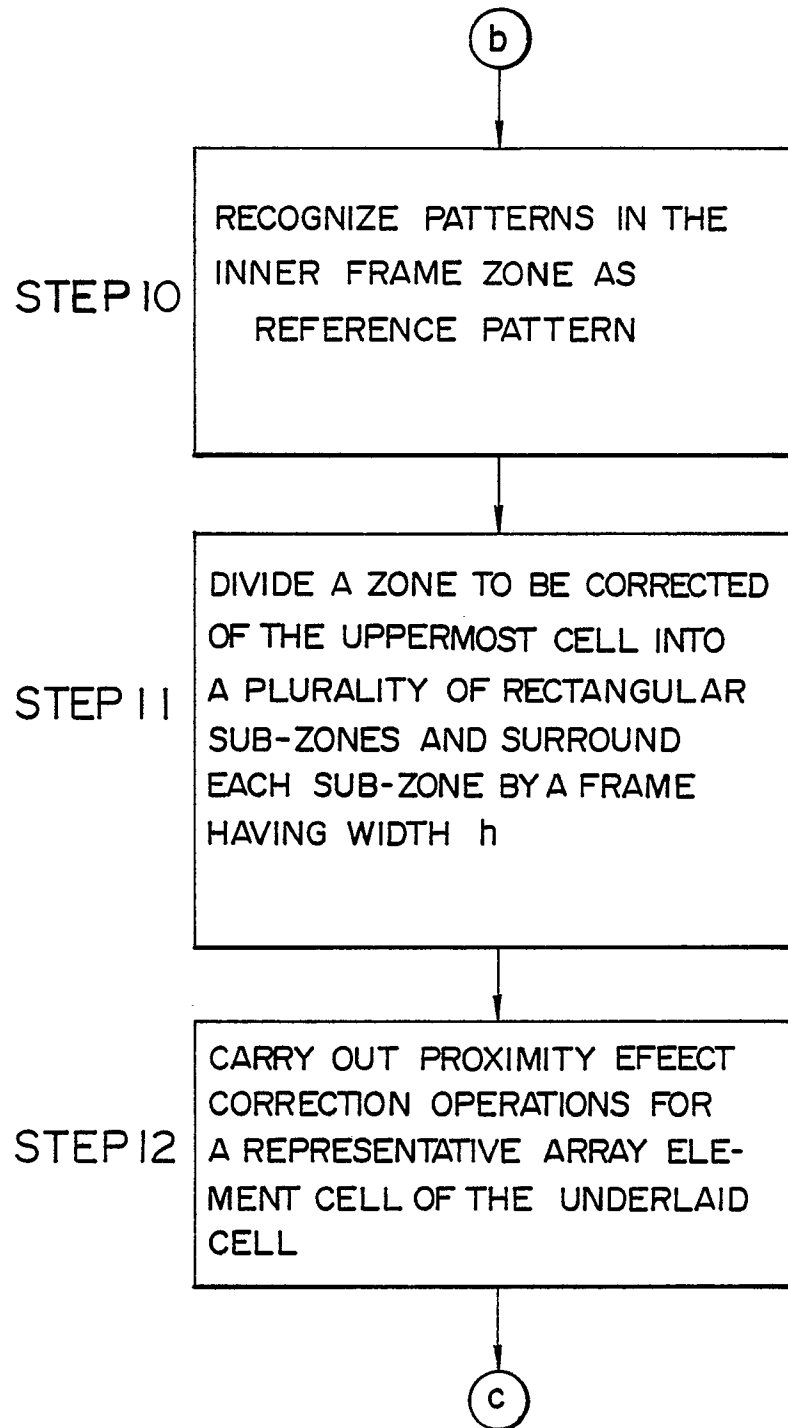 b
STEP 10
RECOGNIZE PATTERNS IN THE
INNER FRAME ZONE AS
REFERENCE PATTERN
STEP 11
DIVIDE A ZONE TO BE CORRECTED
OF THE UPPERMOST CELL INTO
A PLURALITY OF RECTANGULAR
SUB-ZONES AND SURROUND
EACH SUB-ZONE BY A FRAME
HAVING WIDTH h
STEP 12
CARRY OUT PROXIMITY EFEECT
CORRECTION OPERATIONS FOR
A REPRESENTATIVE ARRAY ELE-
MENT CELL OF THE UNDERLAID
CELL
c